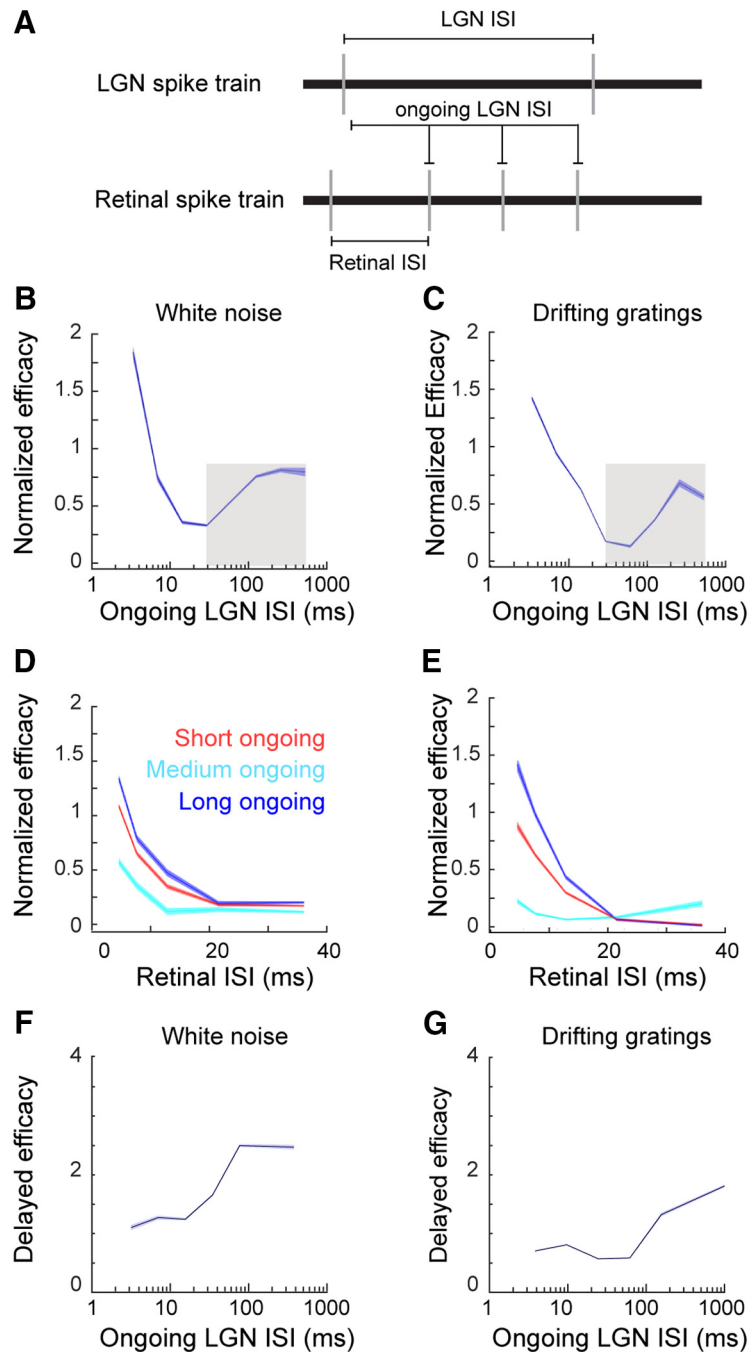 A
LGN ISI
LGN spike train
ongoing LGN ISI
Retinal spike train
Retinal ISI
B
White noise
Normalized efficacy
2
1.5
1
0.5
0
1 10 100 1000
Ongoing LGN ISI (ms)
C
Drifting gratings
Normalized Efficacy
2
1.5
1
0.5
0
1 10 100 1000
Ongoing LGN ISI (ms)
D
Normalized efficacy
2
1.5
1
0.5
0
Short ongoing
Medium ongoing
Long ongoing
0 20 40
Retinal ISI (ms)
E
Normalized efficacy
2
1.5
1
0.5
0
0 20 40
Retinal ISI (ms)
F
White noise
Delayed efficacy
4
2
0
1 10 100 1000
Ongoing LGN ISI (ms)
G
Drifting gratings
Delayed efficacy
4
2
0
1 10 100 1000
Ongoing LGN ISI (ms)